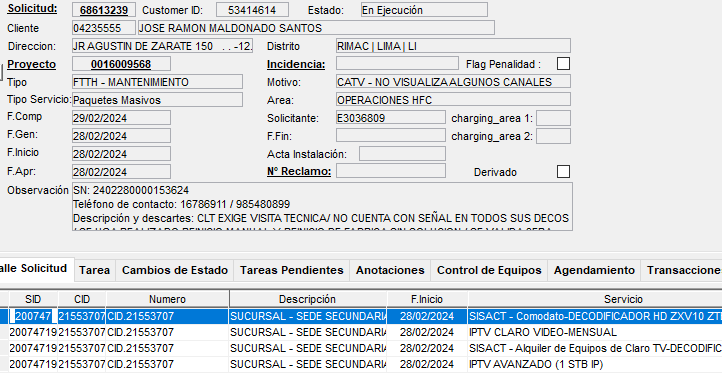 Solicitud: 68613239 Customer ID: 53414614 Estado: En Ejecución
Cliente 04235555 JOSE RAMON MALDONADO SANTOS
Direccion: JR AGUSTIN DE ZARATE 150 . . -12. Distrito RIMAC | LIMA | LI
Proyecto 0016009568 Incidencia: Flag Penalidad :
Tipo FTTH - MANTENIMIENTO Motivo: CATV - NO VISUALIZA ALGUNOS CANALES
Tipo Servicio: Paquetes Masivos Area: OPERACIONES HFC
F.Comp 29/02/2024 Solicitante: E3036809 charging_area 1:
F.Gen: 28/02/2024 F.Fin: charging_area 2:
F.Inicio 28/02/2024 Acta Instalación:
F.Apr: 28/02/2024 Nº Reclamo: Derivado
Observación SN: 2402280000153624
Teléfono de contacto: 16786911 / 985480899
Descripción y descartes: CLT EXIGE VISITA TECNICA/ NO CUENTA CON SEÑAL EN TODOS SUS DECOS
alle Solicitud Tarea Cambios de Estado Tareas Pendientes Anotaciones Control de Equipos Agendamiento Transacciones
SID CID Numero Descripción F.Inicio Servicio
200747 21553707 CID.21553707 SUCURSAL - SEDE SECUNDARIA 28/02/2024 SISACT - Comodato-DECODIFICADOR HD ZXV10 ZT
20074719 21553707 CID.21553707 SUCURSAL - SEDE SECUNDARIA 28/02/2024 IPTV CLARO VIDEO-MENSUAL
20074719 21553707 CID.21553707 SUCURSAL - SEDE SECUNDARIA 28/02/2024 SISACT - Alquiler de Equipos de Claro TV-DECODIFIC
20074719 21553707 CID.21553707 SUCURSAL - SEDE SECUNDARIA 28/02/2024 IPTV AVANZADO (1 STB IP)